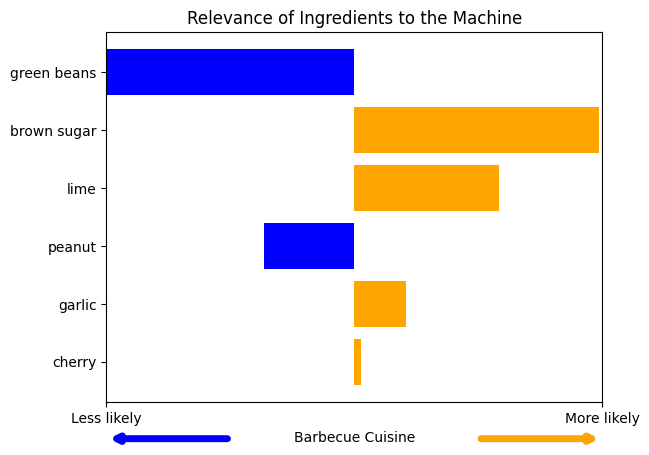 Relevance of Ingredients to the Machine
green beans
brown sugar
lime
peanut
garlic
cherry
Less likely
More likely
Barbecue Cuisine